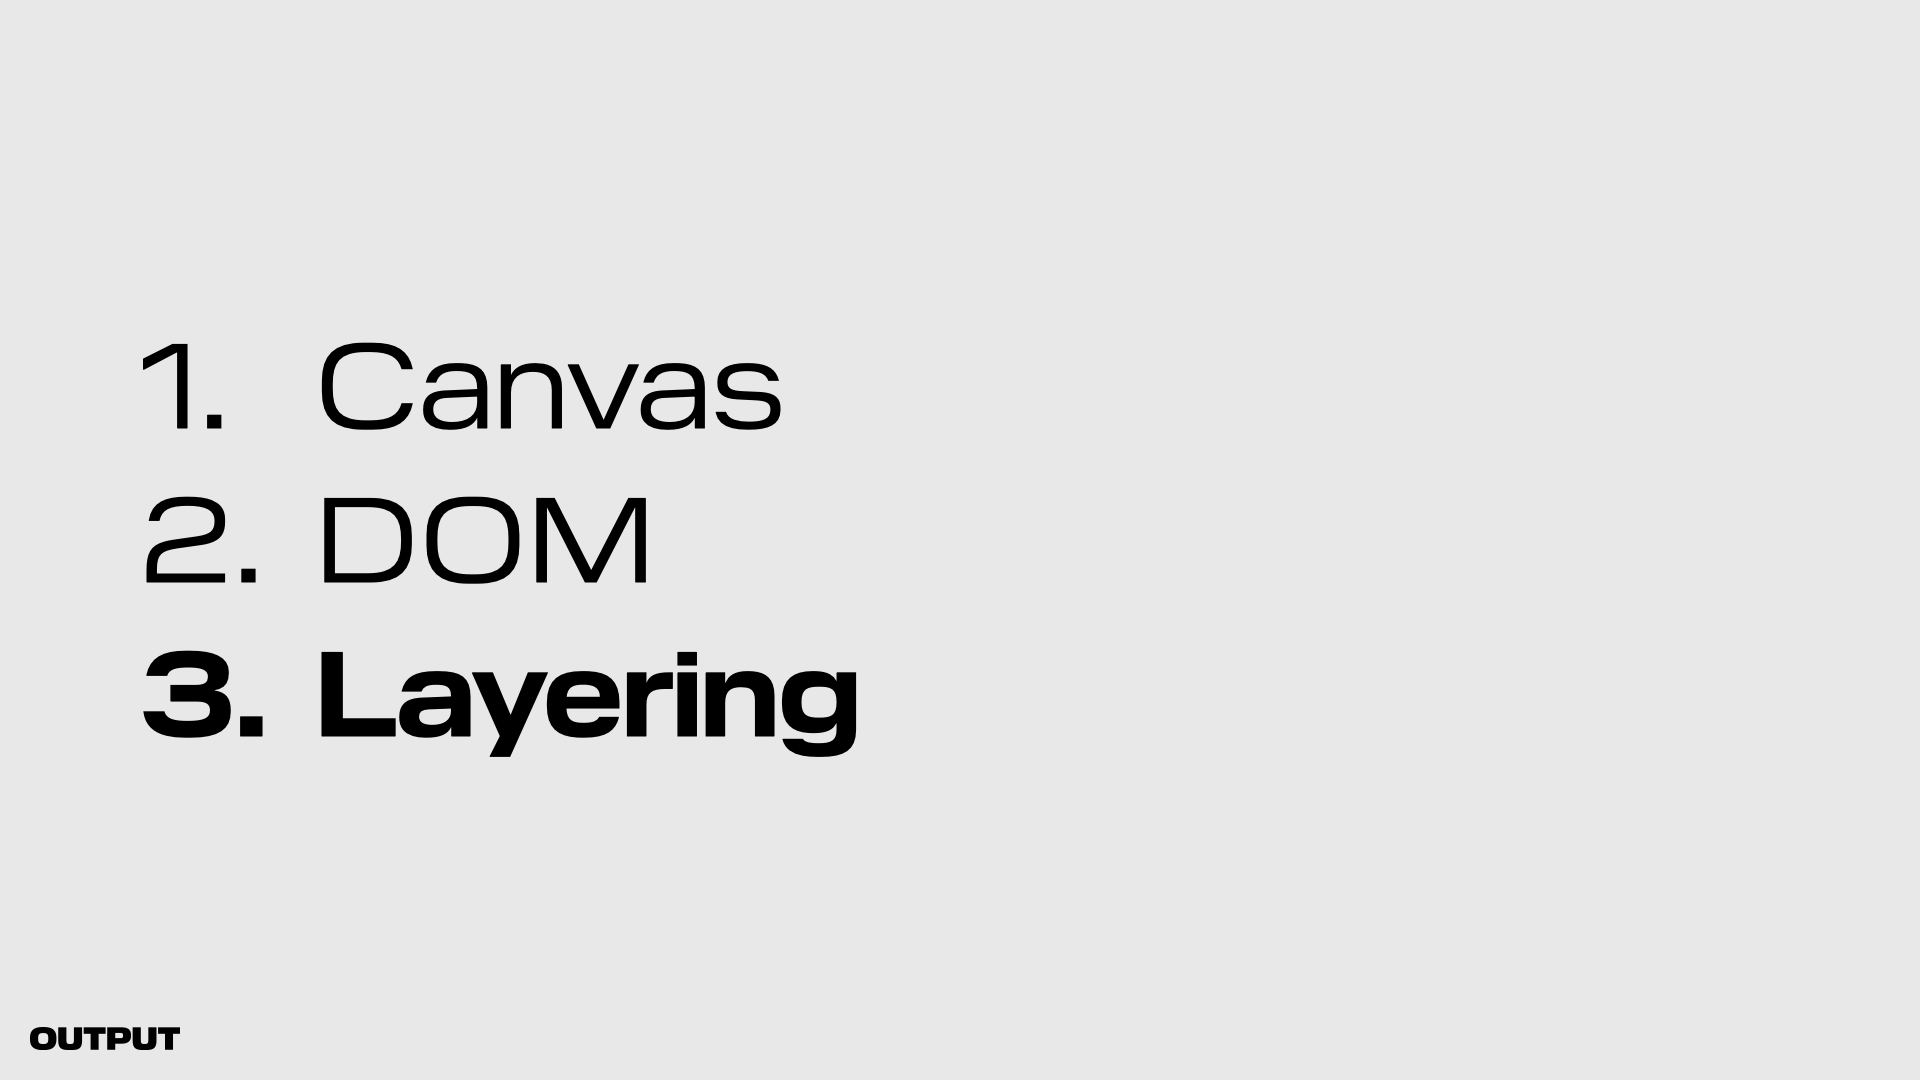 1. Canvas
2. DOM
3. Layering
OUTPUT